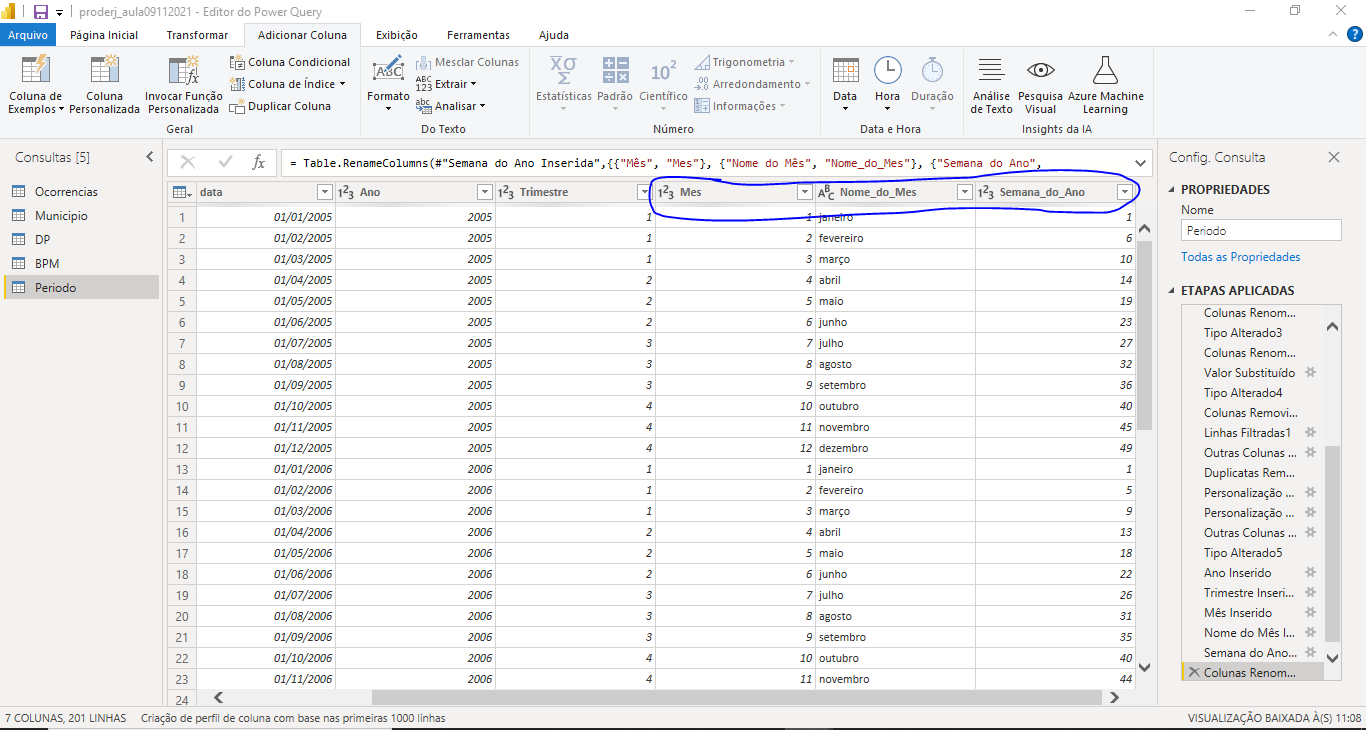 proderj_aula09112021 - Editor do Power Query
Arquivo Página Inicial Transformar Adicionar Coluna Exibição Ferramentas Ajuda
Coluna de Exemplos
Coluna Personalizada
Invocar Função Personalizada
Coluna Condicional
Coluna de Índice
Duplicar Coluna
Geral
Formato
Mesclar Colunas
Extrair
Analisar
Do Texto
Estatísticas
Padrão
Científico
Trigonometria
Arredondamento
Informações
Número
Data
Hora
Duração
Data e Hora
Análise de Texto
Pesquisa Visual
Azure Machine Learning
Insights da IA
Consultas [5]
Ocorrencias
Municipio
DP
BPM
Periodo
= Table.RenameColumns(#"Semana do Ano Inserida",{{"Mês", "Mes"}, {"Nome do Mês", "Nome_do_Mes"}, {"Semana do Ano",
data Ano Trimestre Mes Nome_do_Mes Semana_do_Ano
1 01/01/2005 2005 1 1 janeiro 1
2 01/02/2005 2005 1 2 fevereiro 6
3 01/03/2005 2005 1 3 março 10
4 01/04/2005 2005 2 4 abril 14
5 01/05/2005 2005 2 5 maio 19
6 01/06/2005 2005 2 6 junho 23
7 01/07/2005 2005 3 7 julho 27
8 01/08/2005 2005 3 8 agosto 32
9 01/09/2005 2005 3 9 setembro 36
10 01/10/2005 2005 4 10 outubro 40
11 01/11/2005 2005 4 11 novembro 45
12 01/12/2005 2005 4 12 dezembro 49
13 01/01/2006 2006 1 1 janeiro 1
14 01/02/2006 2006 1 2 fevereiro 5
15 01/03/2006 2006 1 3 março 9
16 01/04/2006 2006 2 4 abril 13
17 01/05/2006 2006 2 5 maio 18
18 01/06/2006 2006 2 6 junho 22
19 01/07/2006 2006 3 7 julho 26
20 01/08/2006 2006 3 8 agosto 31
21 01/09/2006 2006 3 9 setembro 35
22 01/10/2006 2006 4 10 outubro 40
23 01/11/2006 2006 4 11 novembro 44
24
Config. Consulta
PROPRIEDADES
Nome
Periodo
Todas as Propriedades
ETAPAS APLICADAS
Colunas Renom...
Tipo Alterado3
Colunas Renom...
Valor Substituído
Tipo Alterado4
Colunas Removi...
Linhas Filtradas1
Outras Colunas ...
Duplicatas Rem...
Personalização ...
Personalização ...
Outras Colunas ...
Tipo Alterado5
Ano Inserido
Trimestre Inseri...
Mês Inserido
Nome do Mês I...
Semana do Ano...
Colunas Renom...
7 COLUNAS, 201 LINHAS Criação de perfil de coluna com base nas primeiras 1000 linhas VISUALIZAÇÃO BAIXADA À(S) 11:08